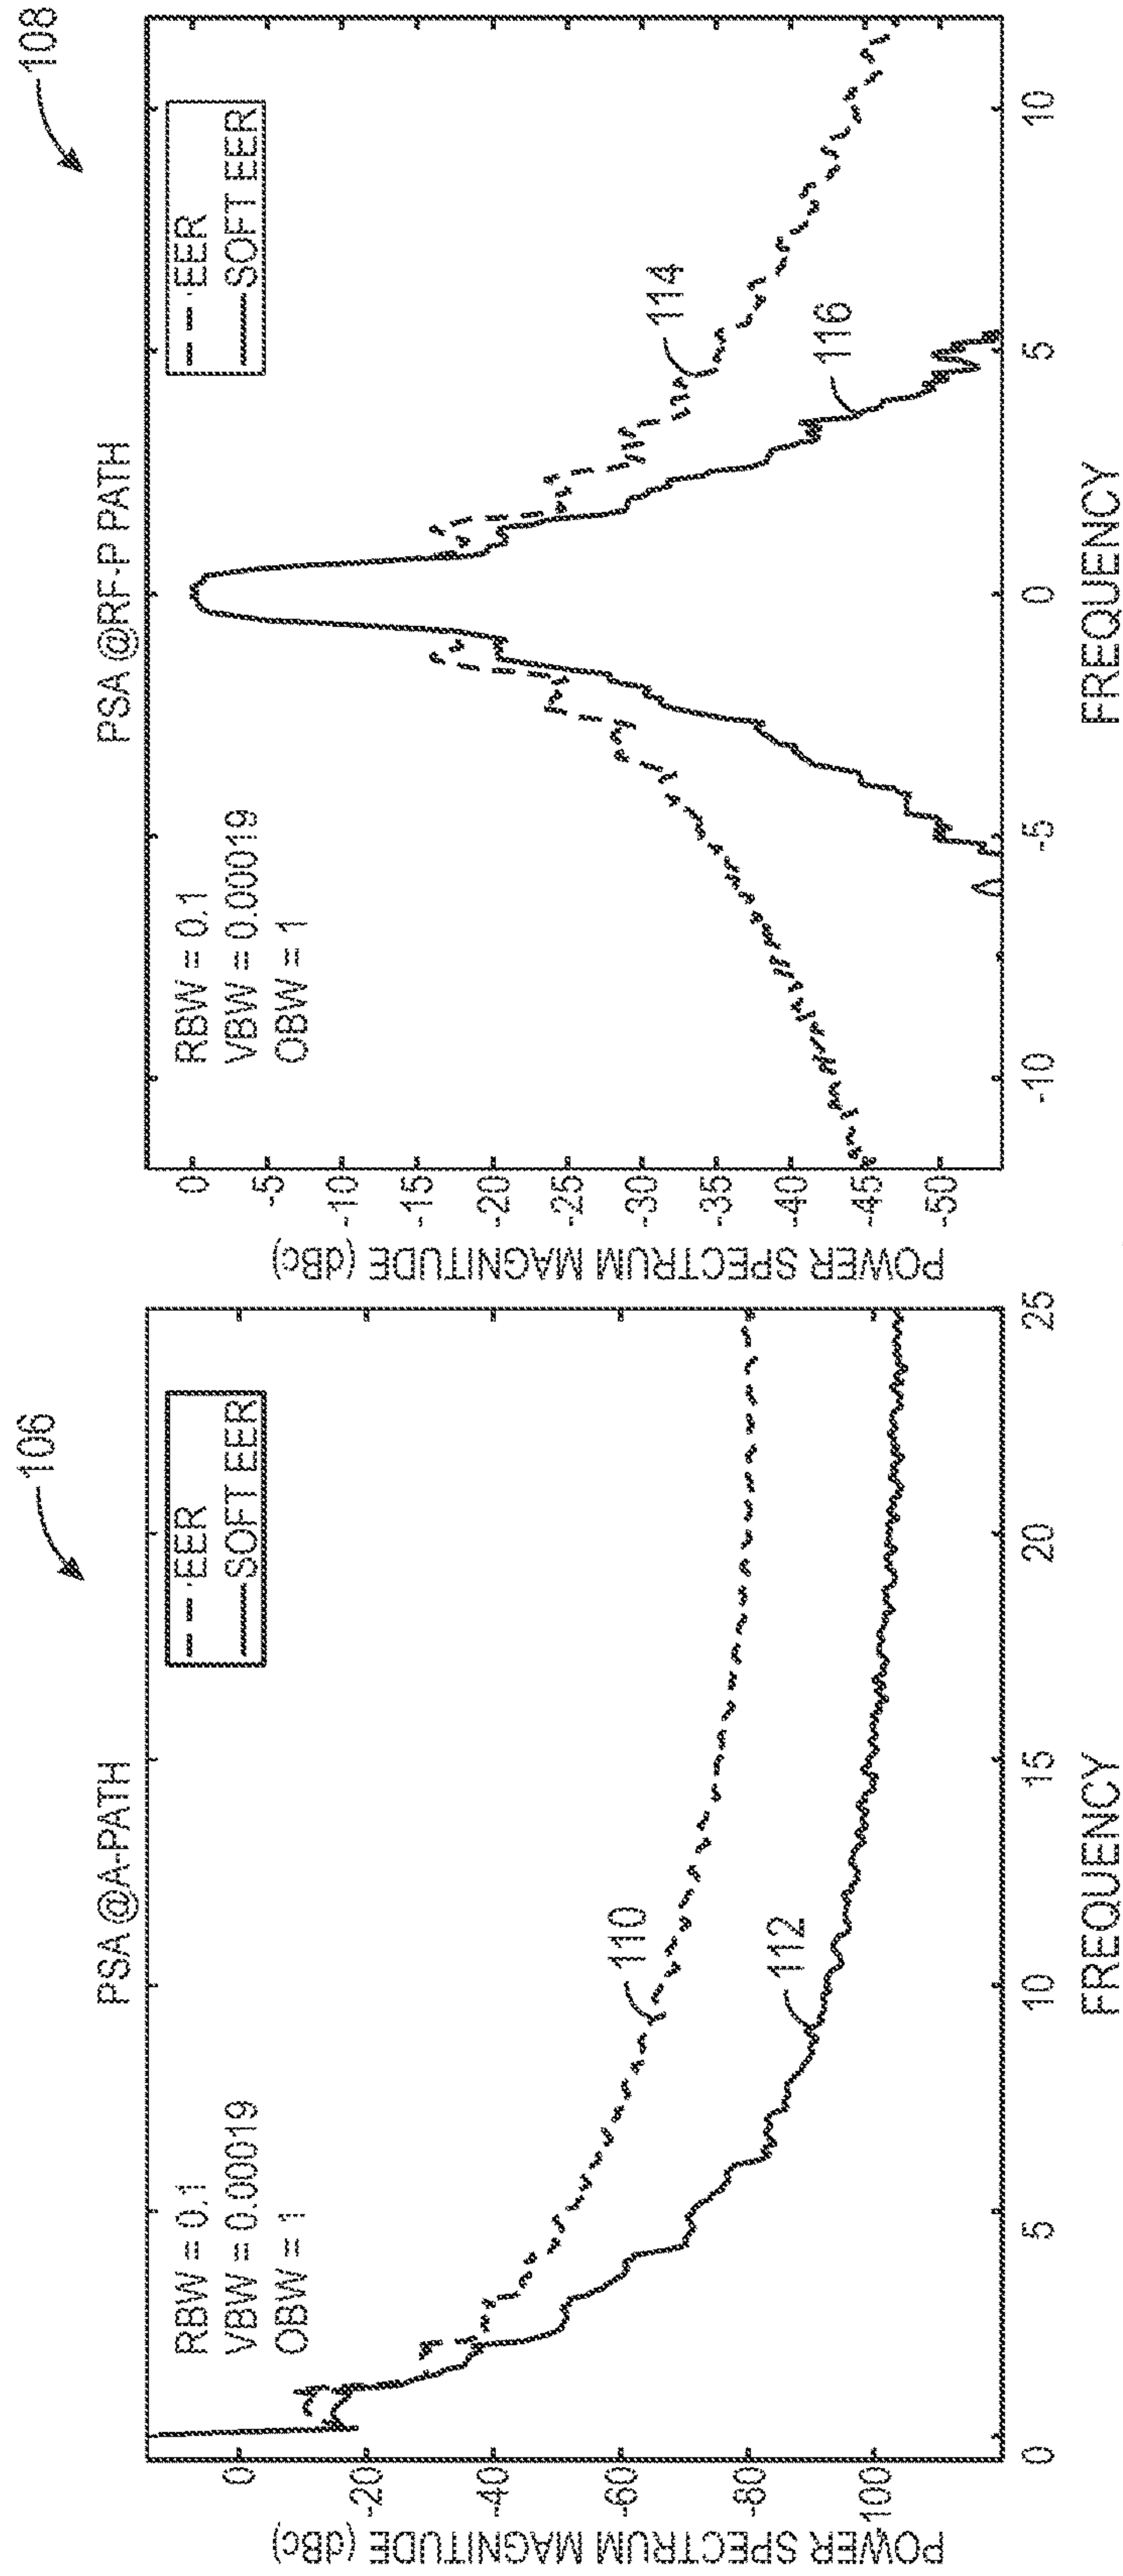 106
PSA @A-PATH
RBW = 0.1
VBW = 0.00019
OBW = 1
EER
SOFT EER
110
112
0
-20
-40
-60
-80
-100
POWER SPECTRUM MAGNITUDE (dBc)
0
5
10
15
20
25
FREQUENCY
108
PSA @RF-P PATH
RBW = 0.1
VBW = 0.00019
OBW = 1
EER
SOFT EER
114
116
0
-5
-10
-15
-20
-25
-30
-35
-40
-45
-50
POWER SPECTRUM MAGNITUDE (dBc)
-10
-5
0
5
10
FREQUENCY